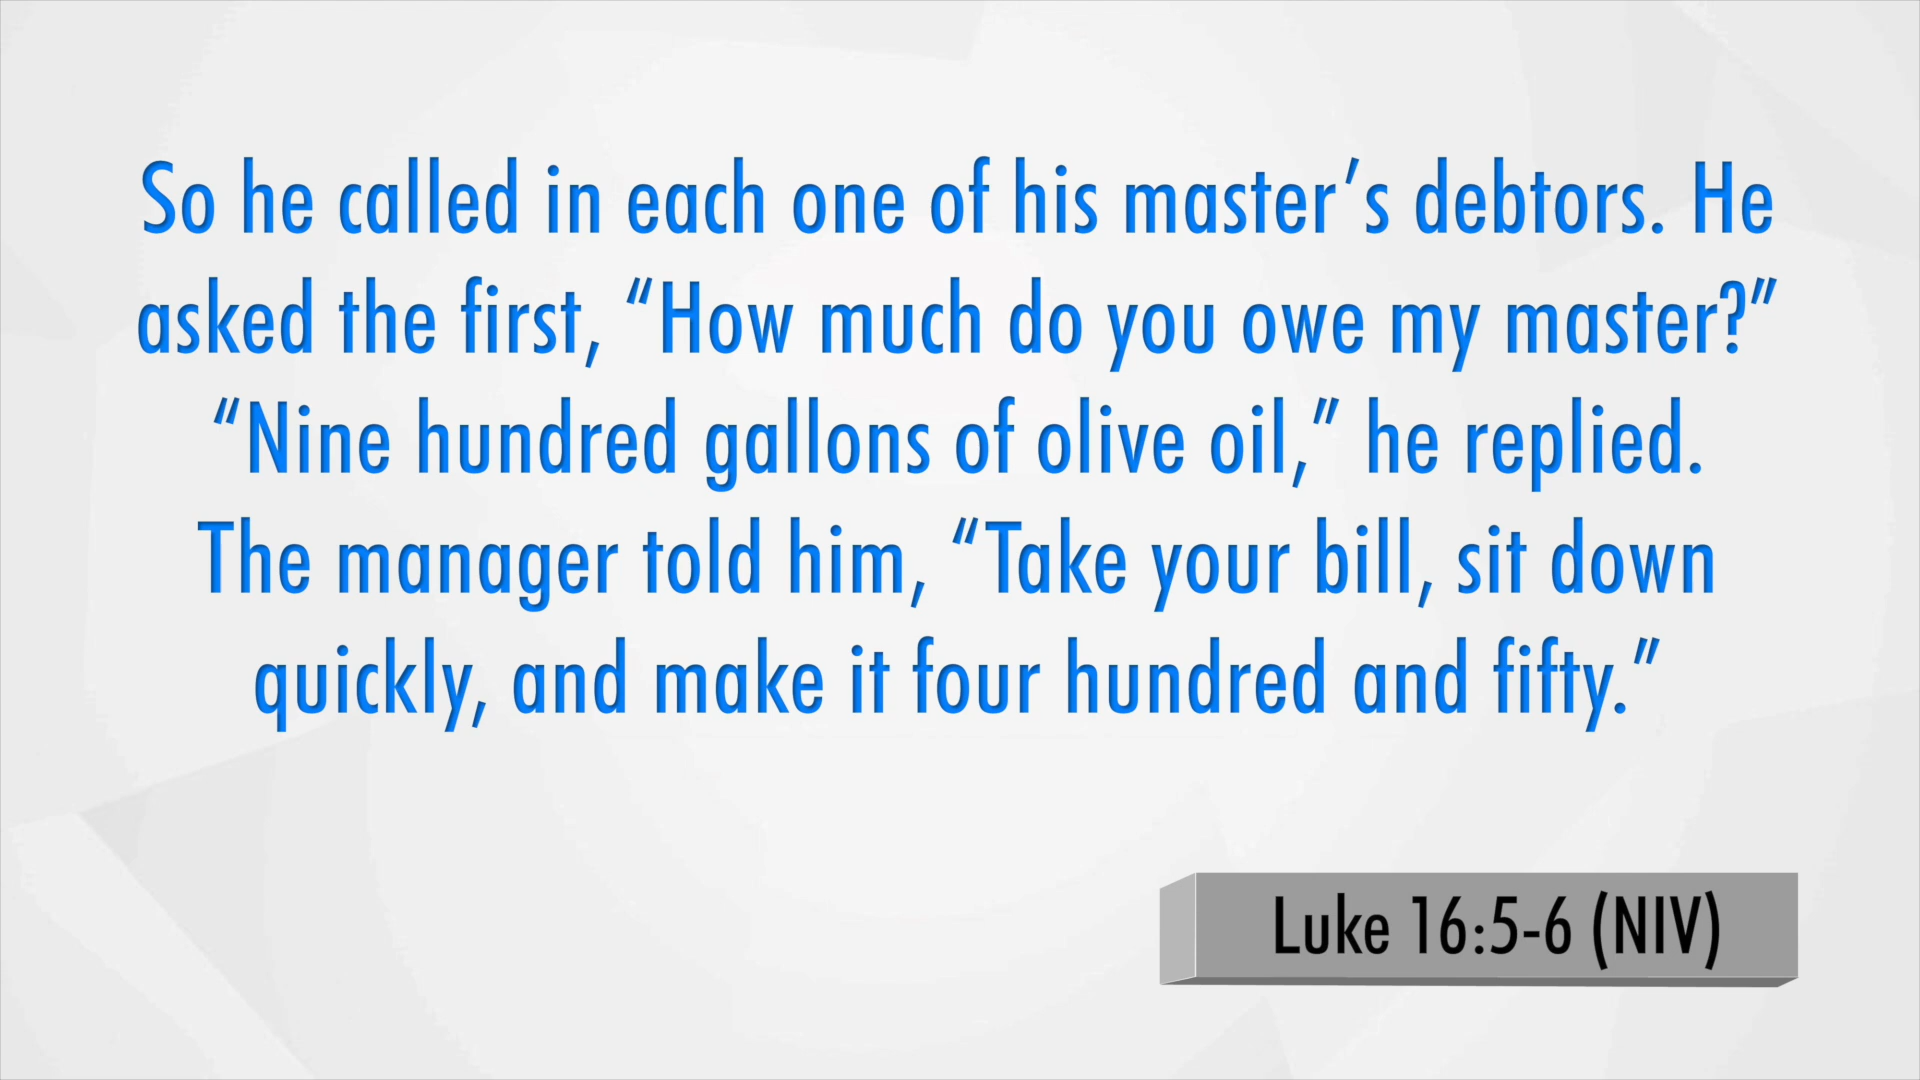 So he called in each one of his master’s debtors. He
asked the first, “How much do you owe my master?”
“Nine hundred gallons of olive oil,” he replied.
The manager told him, “Take your bill, sit down
quickly, and make it four hundred and fifty.”
Luke 16:5-6 (NIV)